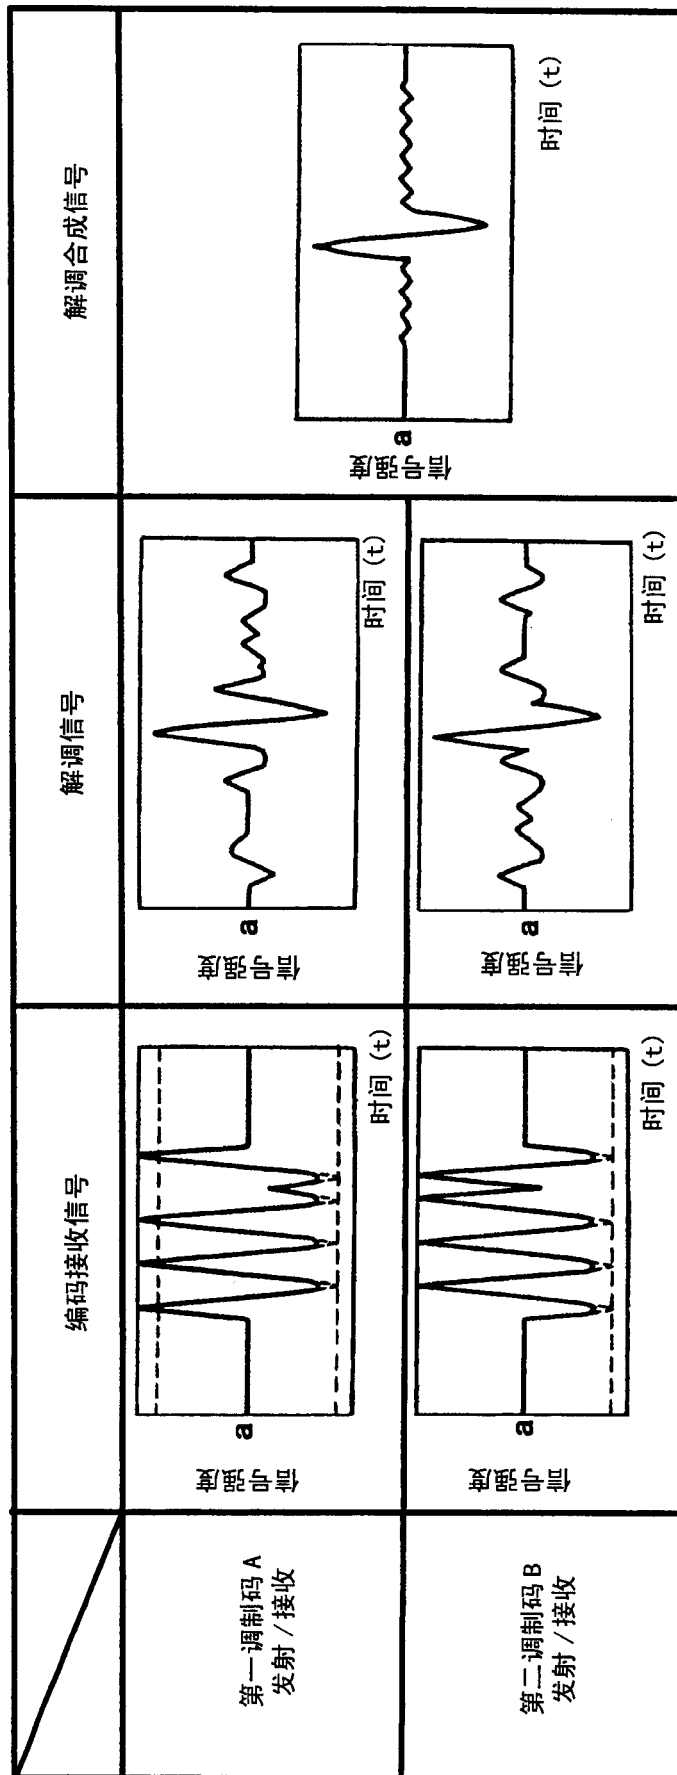 编码接收信号
解调信号
解调合成信号
第一调制码 A
发射 / 接收
信号强度
a
时间 (t)
信号强度
a
时间 (t)
信号强度
a
时间 (t)
第二调制码 B
发射 / 接收
信号强度
a
时间 (t)
信号强度
a
时间 (t)